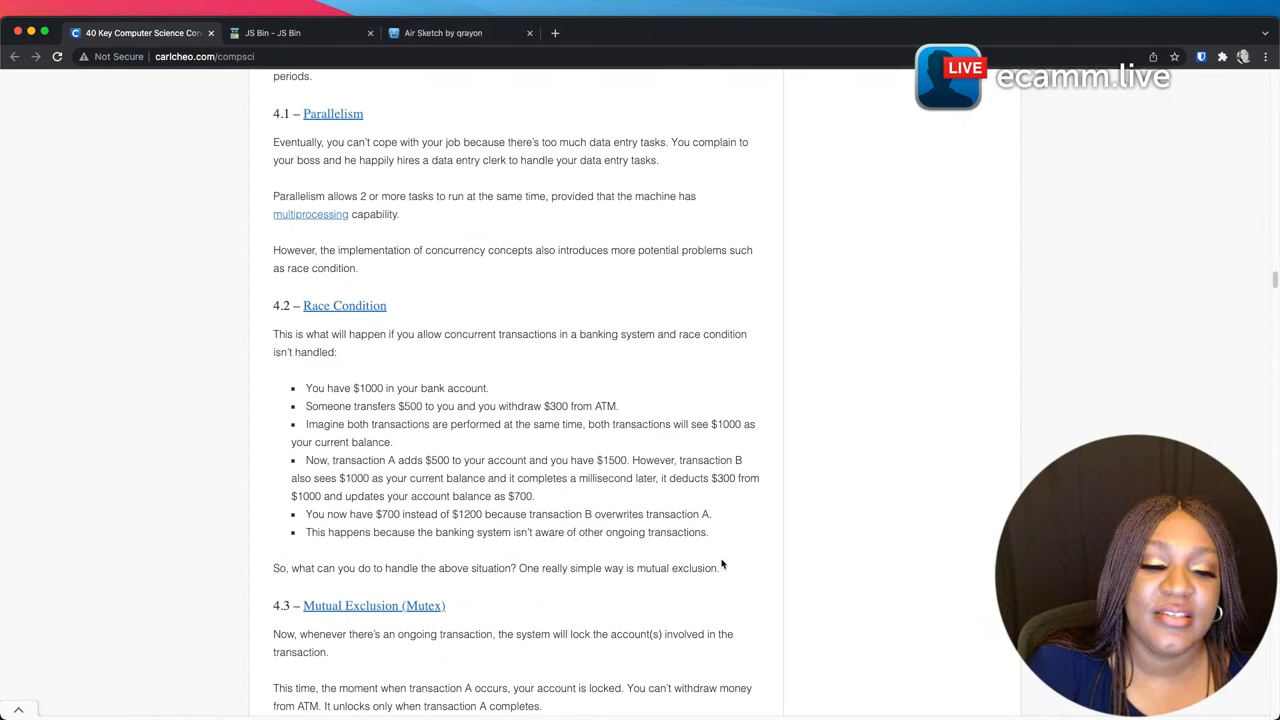 40 Key Computer Science Con
JS Bin - JS Bin
Air Sketch by qrayon
Not Secure
carlcheo.com/compsci
LIVE
ecamm.live
periods.
4.1 – Parallelism
Eventually, you can't cope with your job because there's too much data entry tasks. You complain to
your boss and he happily hires a data entry clerk to handle your data entry tasks.
Parallelism allows 2 or more tasks to run at the same time, provided that the machine has
multiprocessing capability.
However, the implementation of concurrency concepts also introduces more potential problems such
as race condition.
4.2 – Race Condition
This is what will happen if you allow concurrent transactions in a banking system and race condition
isn't handled:
▪ You have $1000 in your bank account.
▪ Someone transfers $500 to you and you withdraw $300 from ATM.
▪ Imagine both transactions are performed at the same time, both transactions will see $1000 as
your current balance.
▪ Now, transaction A adds $500 to your account and you have $1500. However, transaction B
also sees $1000 as your current balance and it completes a millisecond later, it deducts $300 from
$1000 and updates your account balance as $700.
▪ You now have $700 instead of $1200 because transaction B overwrites transaction A.
▪ This happens because the banking system isn't aware of other ongoing transactions.
So, what can you do to handle the above situation? One really simple way is mutual exclusion.
4.3 – Mutual Exclusion (Mutex)
Now, whenever there's an ongoing transaction, the system will lock the account(s) involved in the
transaction.
This time, the moment when transaction A occurs, your account is locked. You can't withdraw money
from ATM. It unlocks only when transaction A completes.